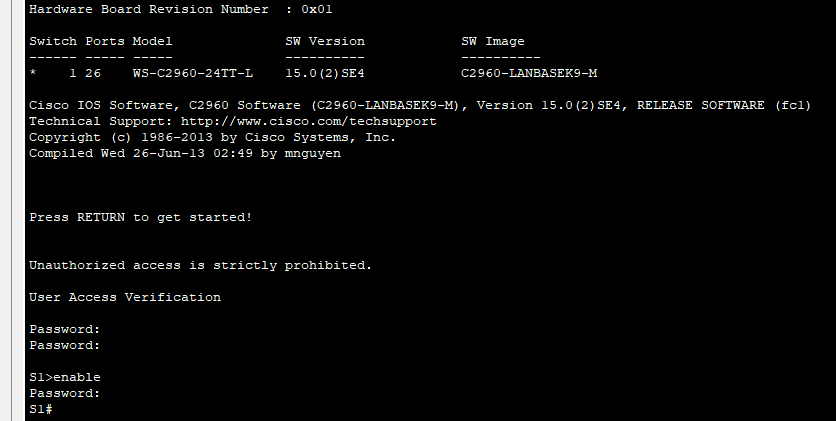 Hardware Board Revision Number  : 0x01
Switch Ports Model              SW Version            SW Image
------ ----- -----              ----------            ----------
*    1 26    WS-C2960-24TT-L    15.0(2)SE4            C2960-LANBASEK9-M
Cisco IOS Software, C2960 Software (C2960-LANBASEK9-M), Version 15.0(2)SE4, RELEASE SOFTWARE (fc1)
Technical Support: http://www.cisco.com/techsupport
Copyright (c) 1986-2013 by Cisco Systems, Inc.
Compiled Wed 26-Jun-13 02:49 by mnguyen
Press RETURN to get started!
Unauthorized access is strictly prohibited.
User Access Verification
Password:
Password:
S1>enable
Password:
S1#